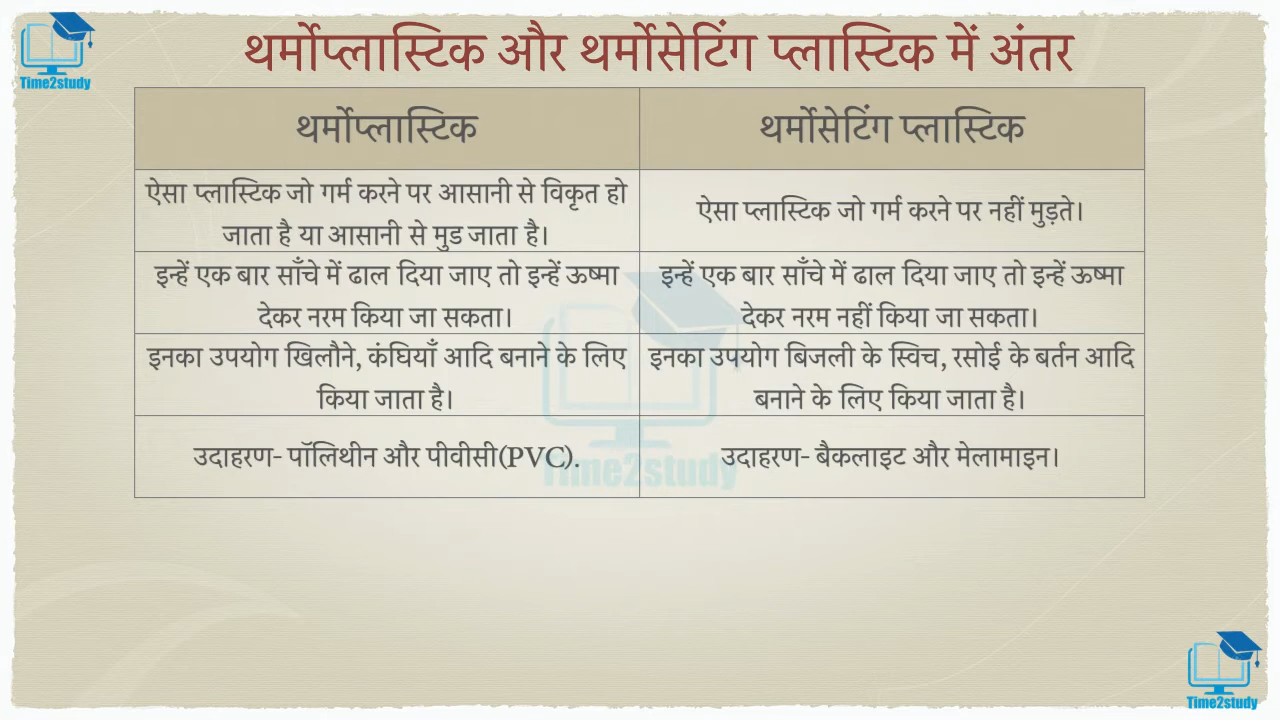 Time2study
थर्मोप्लास्टिक और थर्मोसेटिंग प्लास्टिक में अंतर
थर्मोप्लास्टिक
थर्मोसेटिंग प्लास्टिक
ऐसा प्लास्टिक जो गर्म करने पर आसानी से विकृत हो
जाता है या आसानी से मुड जाता है।
ऐसा प्लास्टिक जो गर्म करने पर नहीं मुड़ते।
इन्हें एक बार साँचे में ढाल दिया जाए तो इन्हें ऊष्मा
देकर नरम किया जा सकता।
इन्हें एक बार साँचे में ढाल दिया जाए तो इन्हें ऊष्मा
देकर नरम नहीं किया जा सकता।
इनका उपयोग खिलौने, कंघियाँ आदि बनाने के लिए
किया जाता है।
इनका उपयोग बिजली के स्विच, रसोई के बर्तन आदि
बनाने के लिए किया जाता है।
उदाहरण- पॉलिथीन और पीवीसी(PVC).
उदाहरण- बैकलाइट और मेलामाइन।
Time2study
Time2study